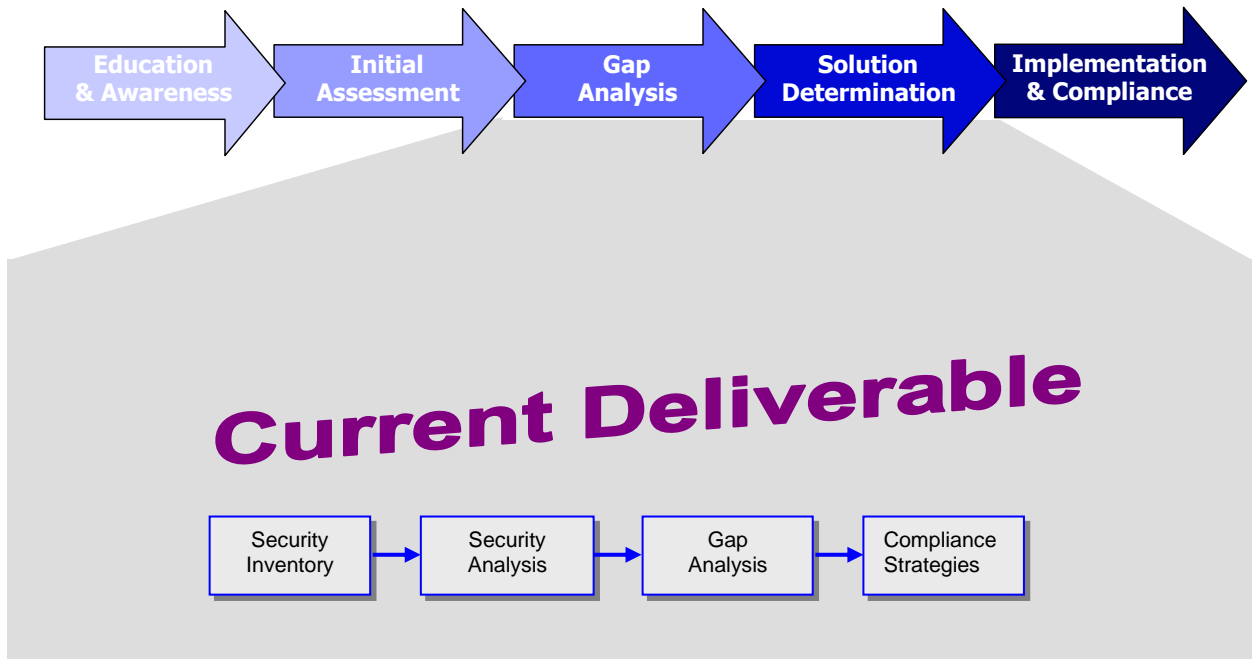 Education
& Awareness
Initial
Assessment
Gap
Analysis
Solution
Determination
Implementation
& Compliance
Current Deliverable
Security
Inventory
Security
Analysis
Gap
Analysis
Compliance
Strategies